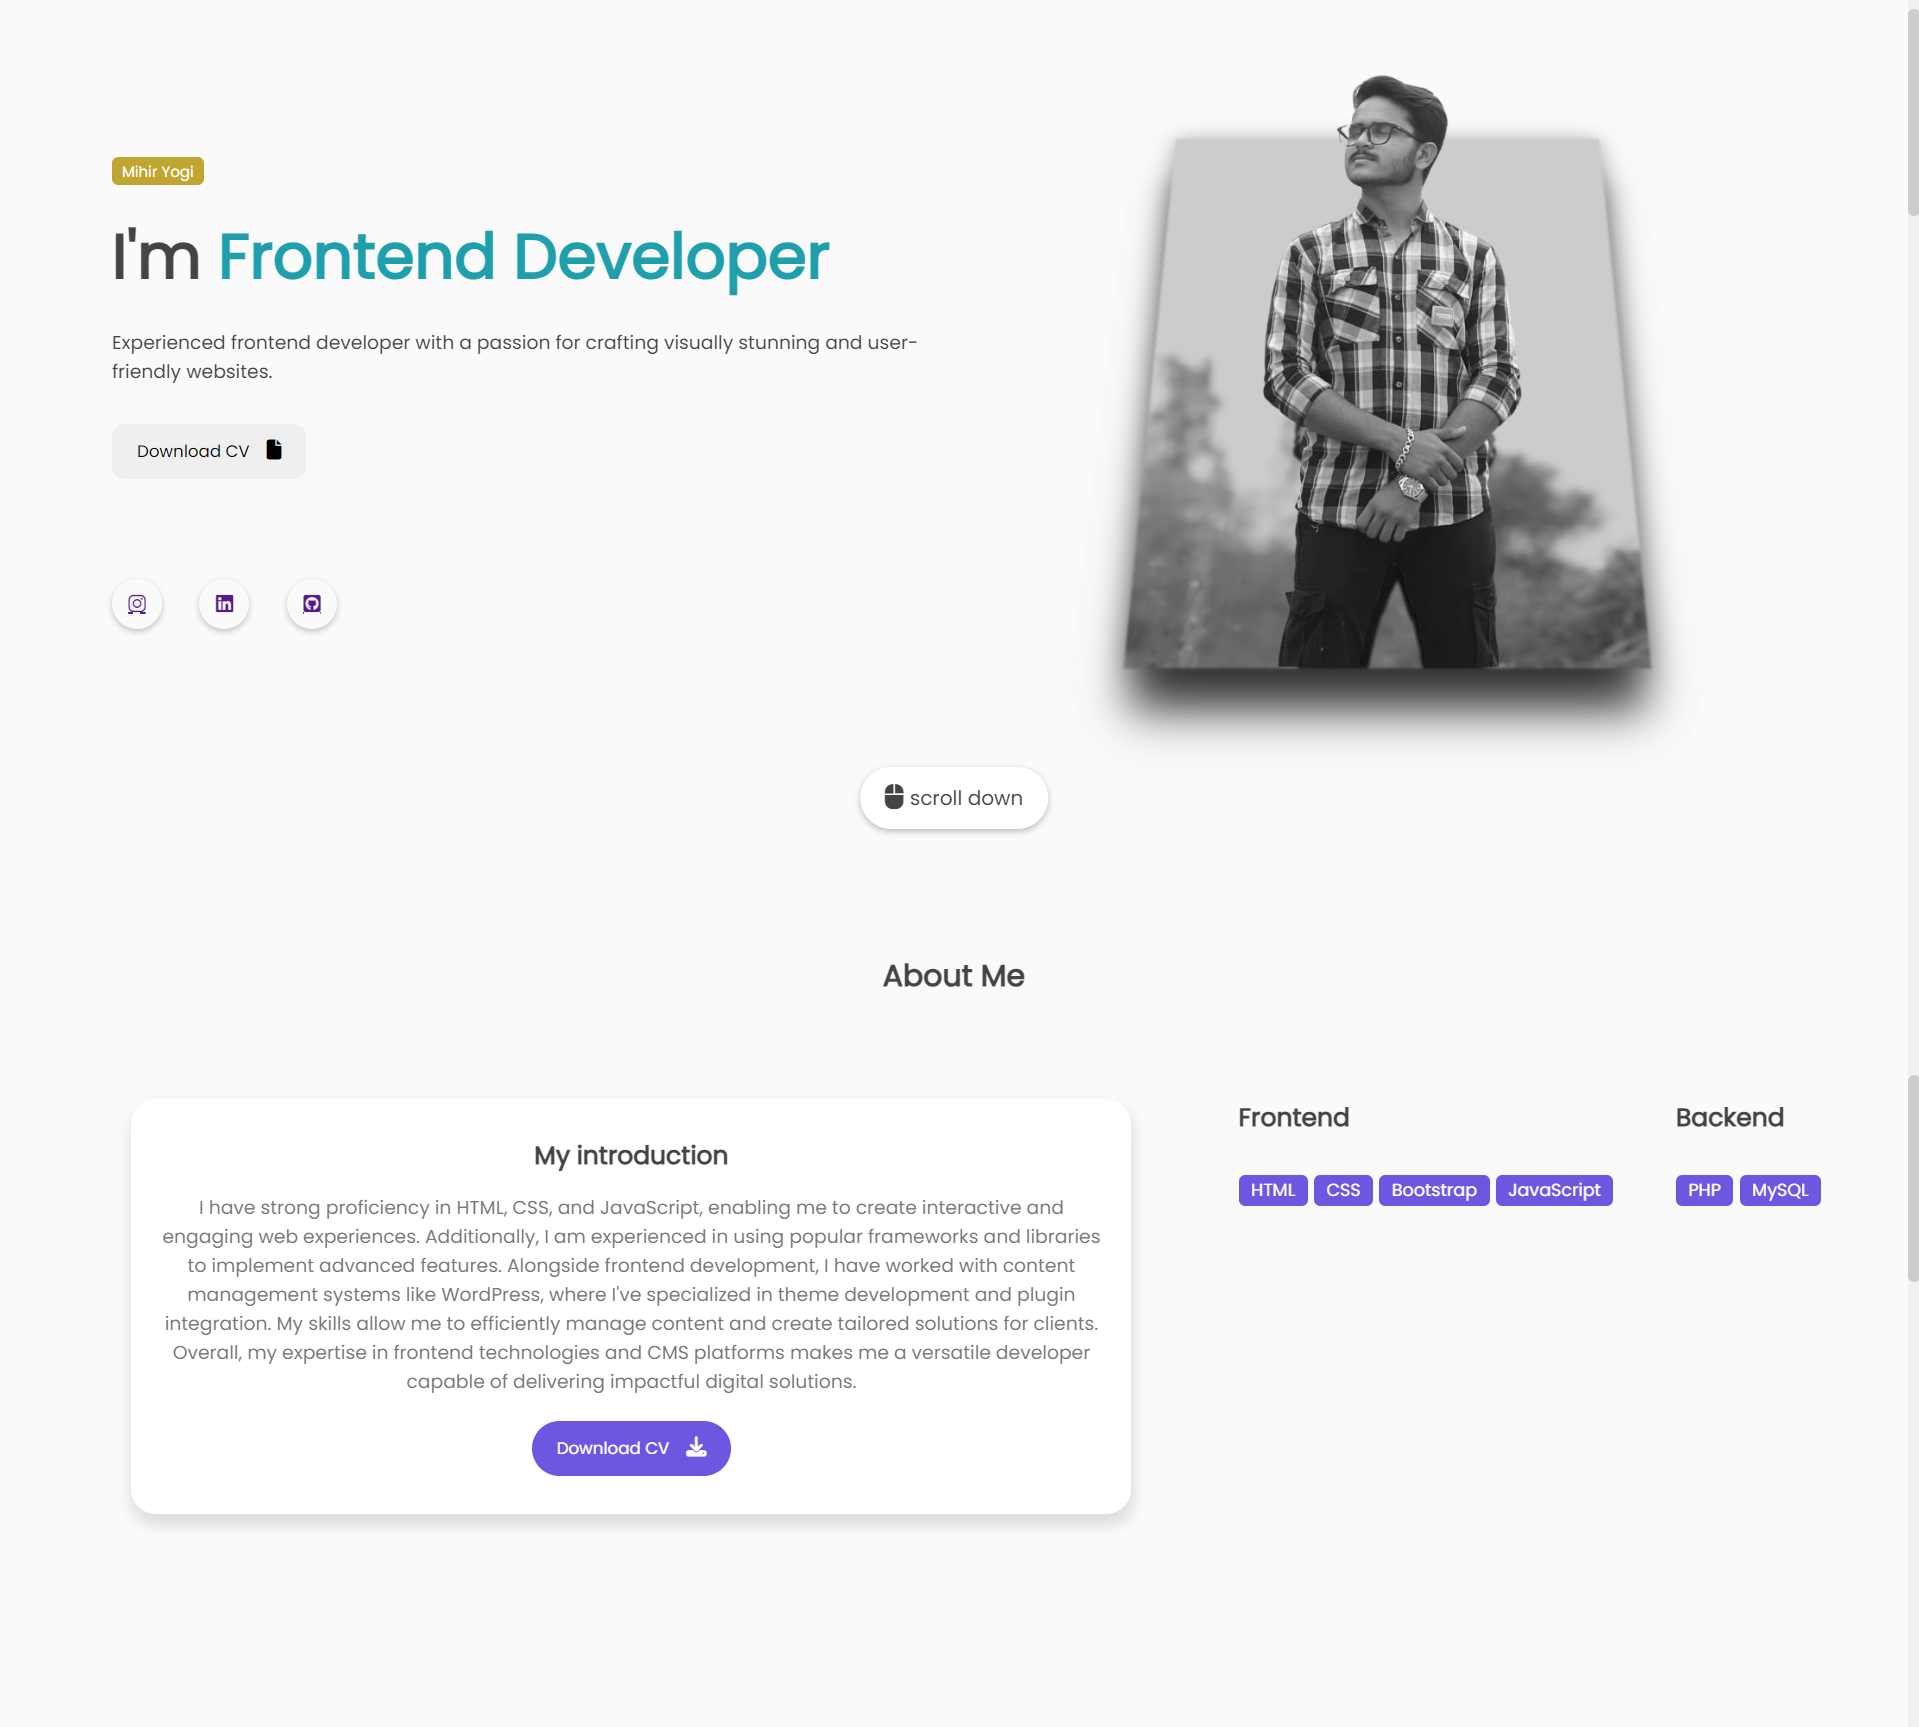 Mihir Yogi
I'm Frontend Developer
Experienced frontend developer with a passion for crafting visually stunning and user-
friendly websites.
Download CV
scroll down
About Me
My introduction
I have strong proficiency in HTML, CSS, and JavaScript, enabling me to create interactive and
engaging web experiences. Additionally, I am experienced in using popular frameworks and libraries
to implement advanced features. Alongside frontend development, I have worked with content
management systems like WordPress, where I've specialized in theme development and plugin
integration. My skills allow me to efficiently manage content and create tailored solutions for clients.
Overall, my expertise in frontend technologies and CMS platforms makes me a versatile developer
capable of delivering impactful digital solutions.
Download CV
Frontend
HTML CSS Bootstrap JavaScript
Backend
PHP MySQL